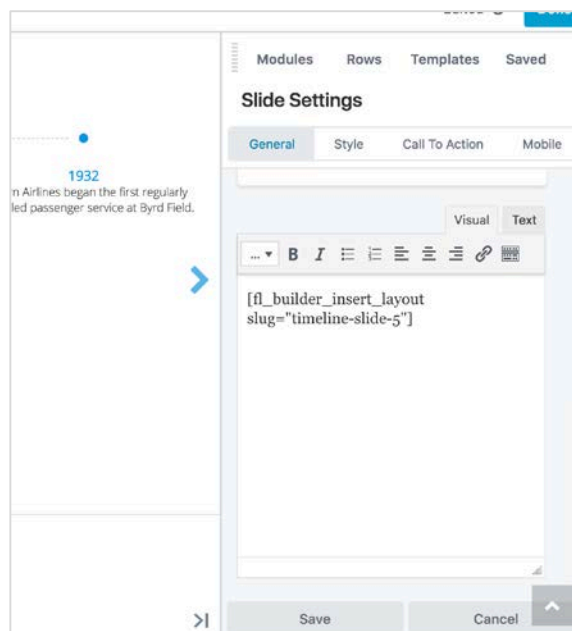 Modules Rows Templates Saved
Slide Settings
General Style Call To Action Mobile
1932
n Airlines began the first regularly
led passenger service at Byrd Field.
Visual Text
... B I
[fl_builder_insert_layout
slug="timeline-slide-5"]
Save Cancel